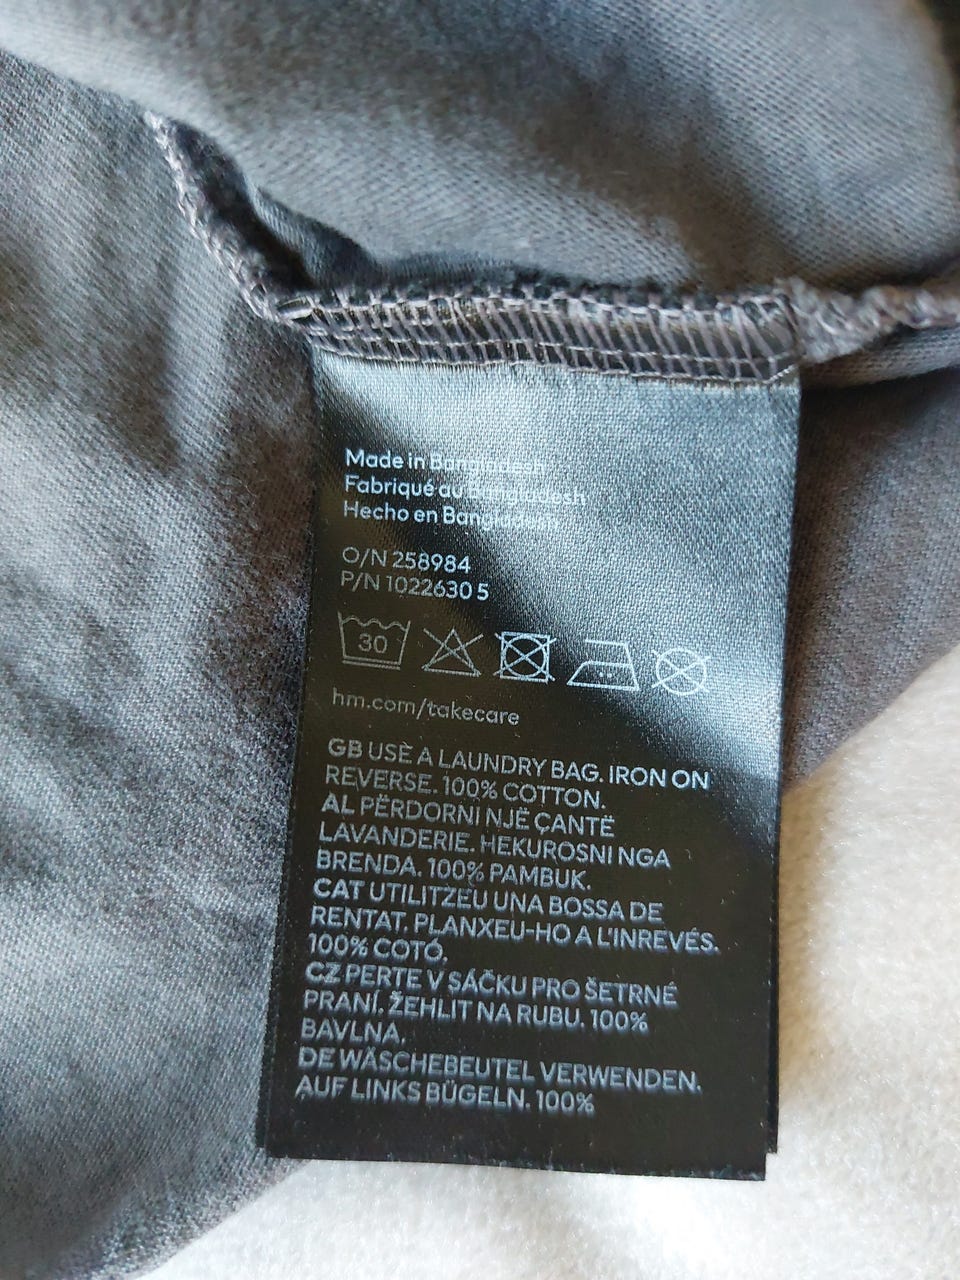 Made in Bangladesh
Fabriqué au Bangladesh
Hecho en Bangladesh
O/N 258984
P/N 1022630 5
30
hm.com/takecare
GB USE A LAUNDRY BAG. IRON ON
REVERSE. 100% COTTON.
AL PËRDORNI NJË ÇANTË
LAVANDERIE. HEKUROSNI NGA
BRENDA. 100% PAMBUK.
CAT UTILITZEU UNA BOSSA DE
RENTAT. PLANXEU-HO A L'INREVÉS.
100% COTÓ.
CZ PERTE V SÁČKU PRO ŠETRNÉ
PRANÍ. ŽEHLIT NA RUBU. 100%
BAVLNA.
DE WÄSCHEBEUTEL VERWENDEN.
AUF LINKS BÜGELN. 100%